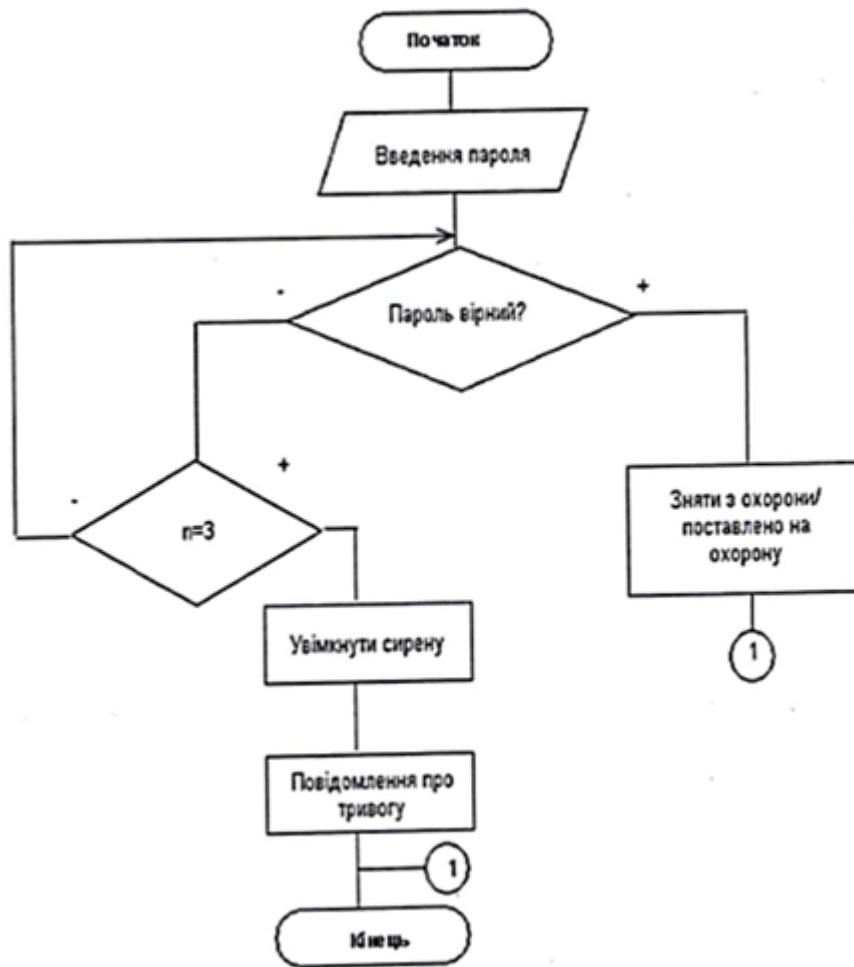 Початок
Введення пароля
-
+
Пароль вірний?
-
+
n=3
Зняти з охорони/
поставлено на
охорону
1
Увімкнути сирену
Повідомлення про
тривогу
1
Кінець